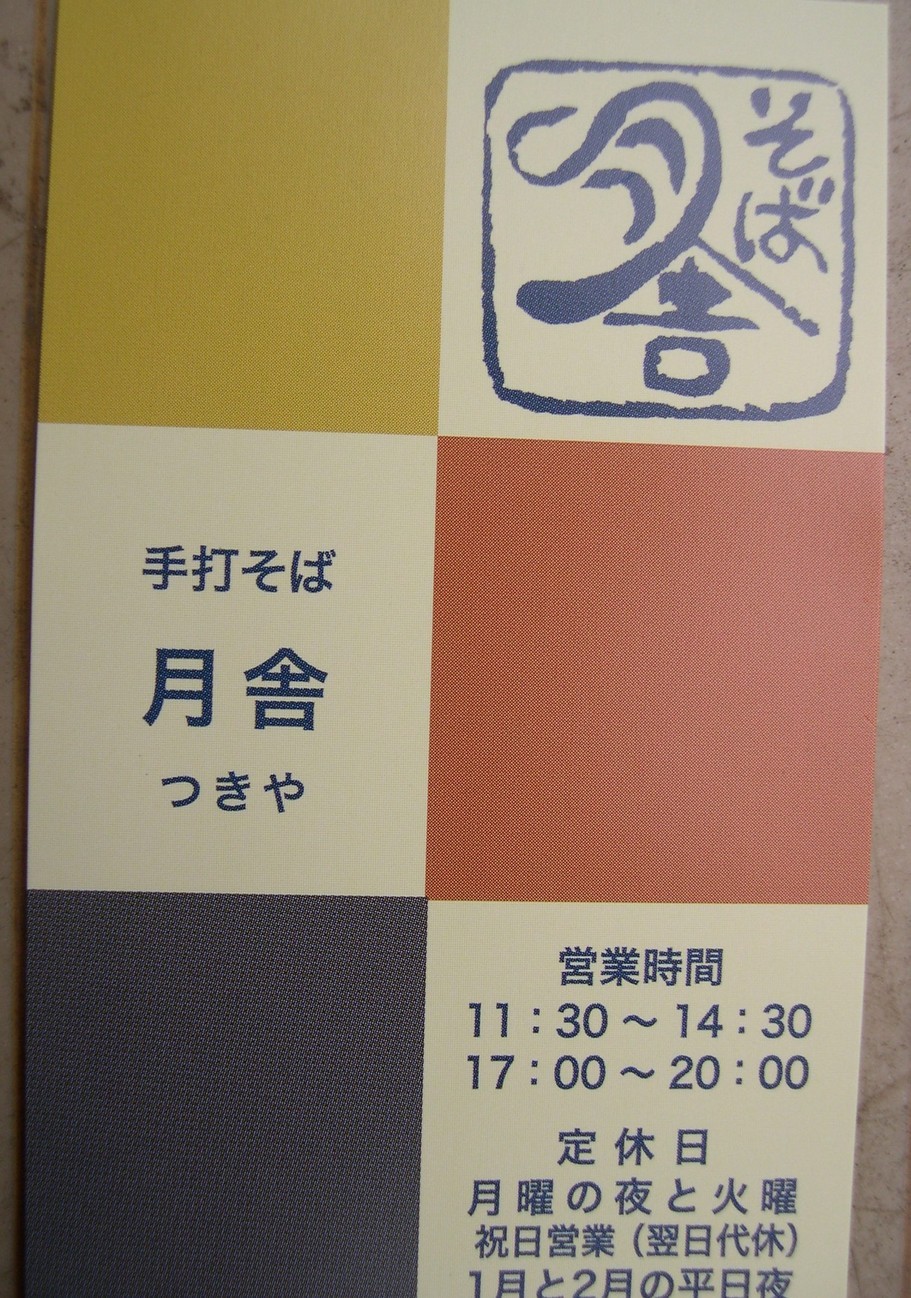 そば
月舎
手打そば
月舎
つきや
営業時間
11：30～14：30
17：00～20：00
定休日
月曜の夜と火曜
祝日営業（翌日代休）
1月と2月の平日夜